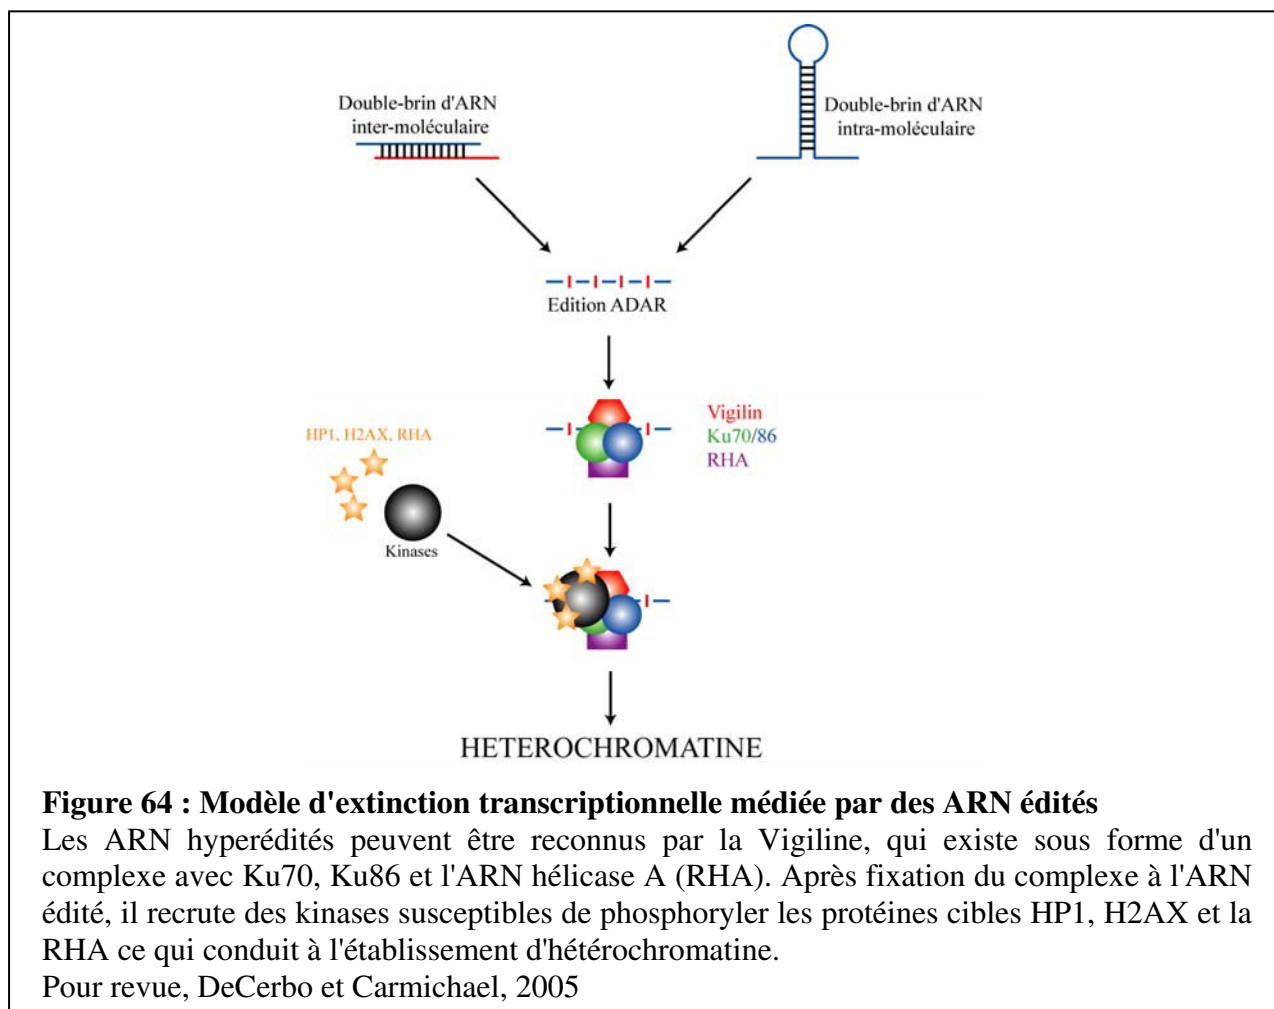 Double-brin d'ARN
inter-moléculaire
Double-brin d'ARN
intra-moléculaire
Edition ADAR
Vigilin
Ku70/86
RHA
HP1, H2AX, RHA
Kinases
HETEROCHROMATINE
Figure 64 : Modèle d'extinction transcriptionnelle médiée par des ARN édités
Les ARN hyperédités peuvent être reconnus par la Vigiline, qui existe sous forme d'un
complexe avec Ku70, Ku86 et l'ARN hélicase A (RHA). Après fixation du complexe à l'ARN
édité, il recrute des kinases susceptibles de phosphoryler les protéines cibles HP1, H2AX et la
RHA ce qui conduit à l'établissement d'hétérochromatine.
Pour revue, DeCerbo et Carmichael, 2005